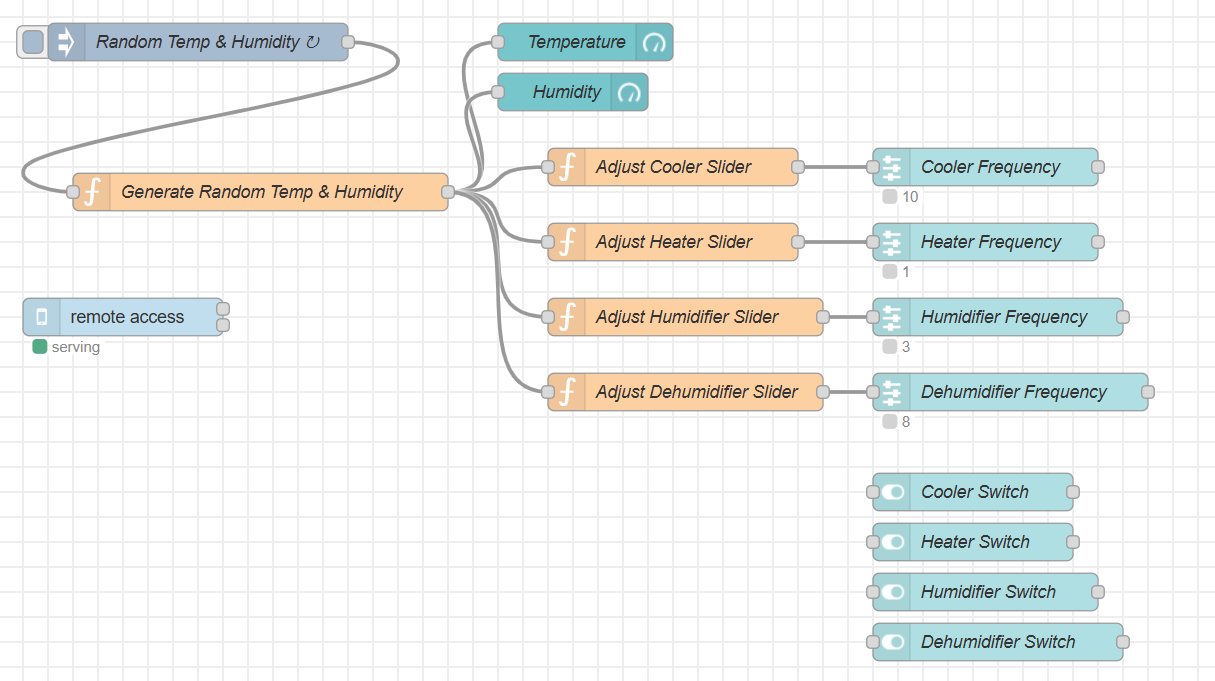 Random Temp & Humidity ↻
Temperature
Humidity
Adjust Cooler Slider
Cooler Frequency
10
Generate Random Temp & Humidity
Adjust Heater Slider
Heater Frequency
1
remote access
serving
Adjust Humidifier Slider
Humidifier Frequency
3
Adjust Dehumidifier Slider
Dehumidifier Frequency
8
Cooler Switch
Heater Switch
Humidifier Switch
Dehumidifier Switch